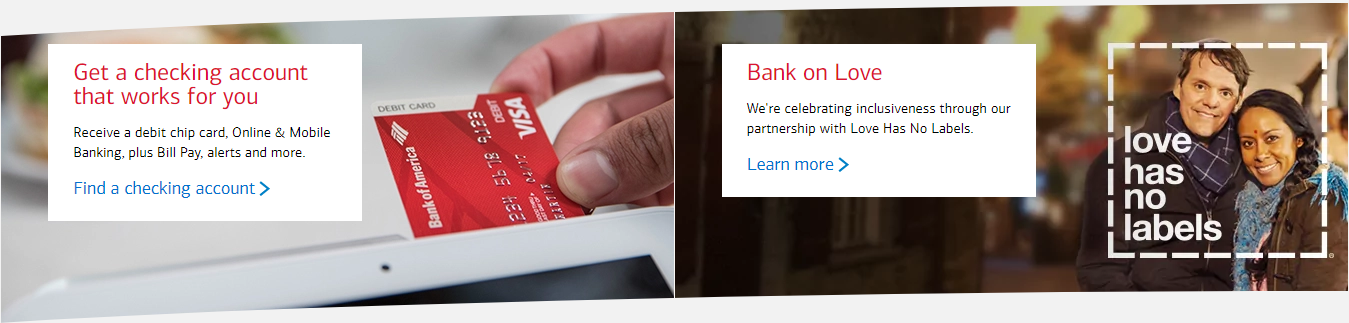 Get a checking account
that works for you
Receive a debit chip card, Online & Mobile
Banking, plus Bill Pay, alerts and more.
Find a checking account
DEBIT CARD
DEBIT
VISA
Bank of America
Bank on Love
We're celebrating inclusiveness through our
partnership with Love Has No Labels.
Learn more
love
has
no
labels